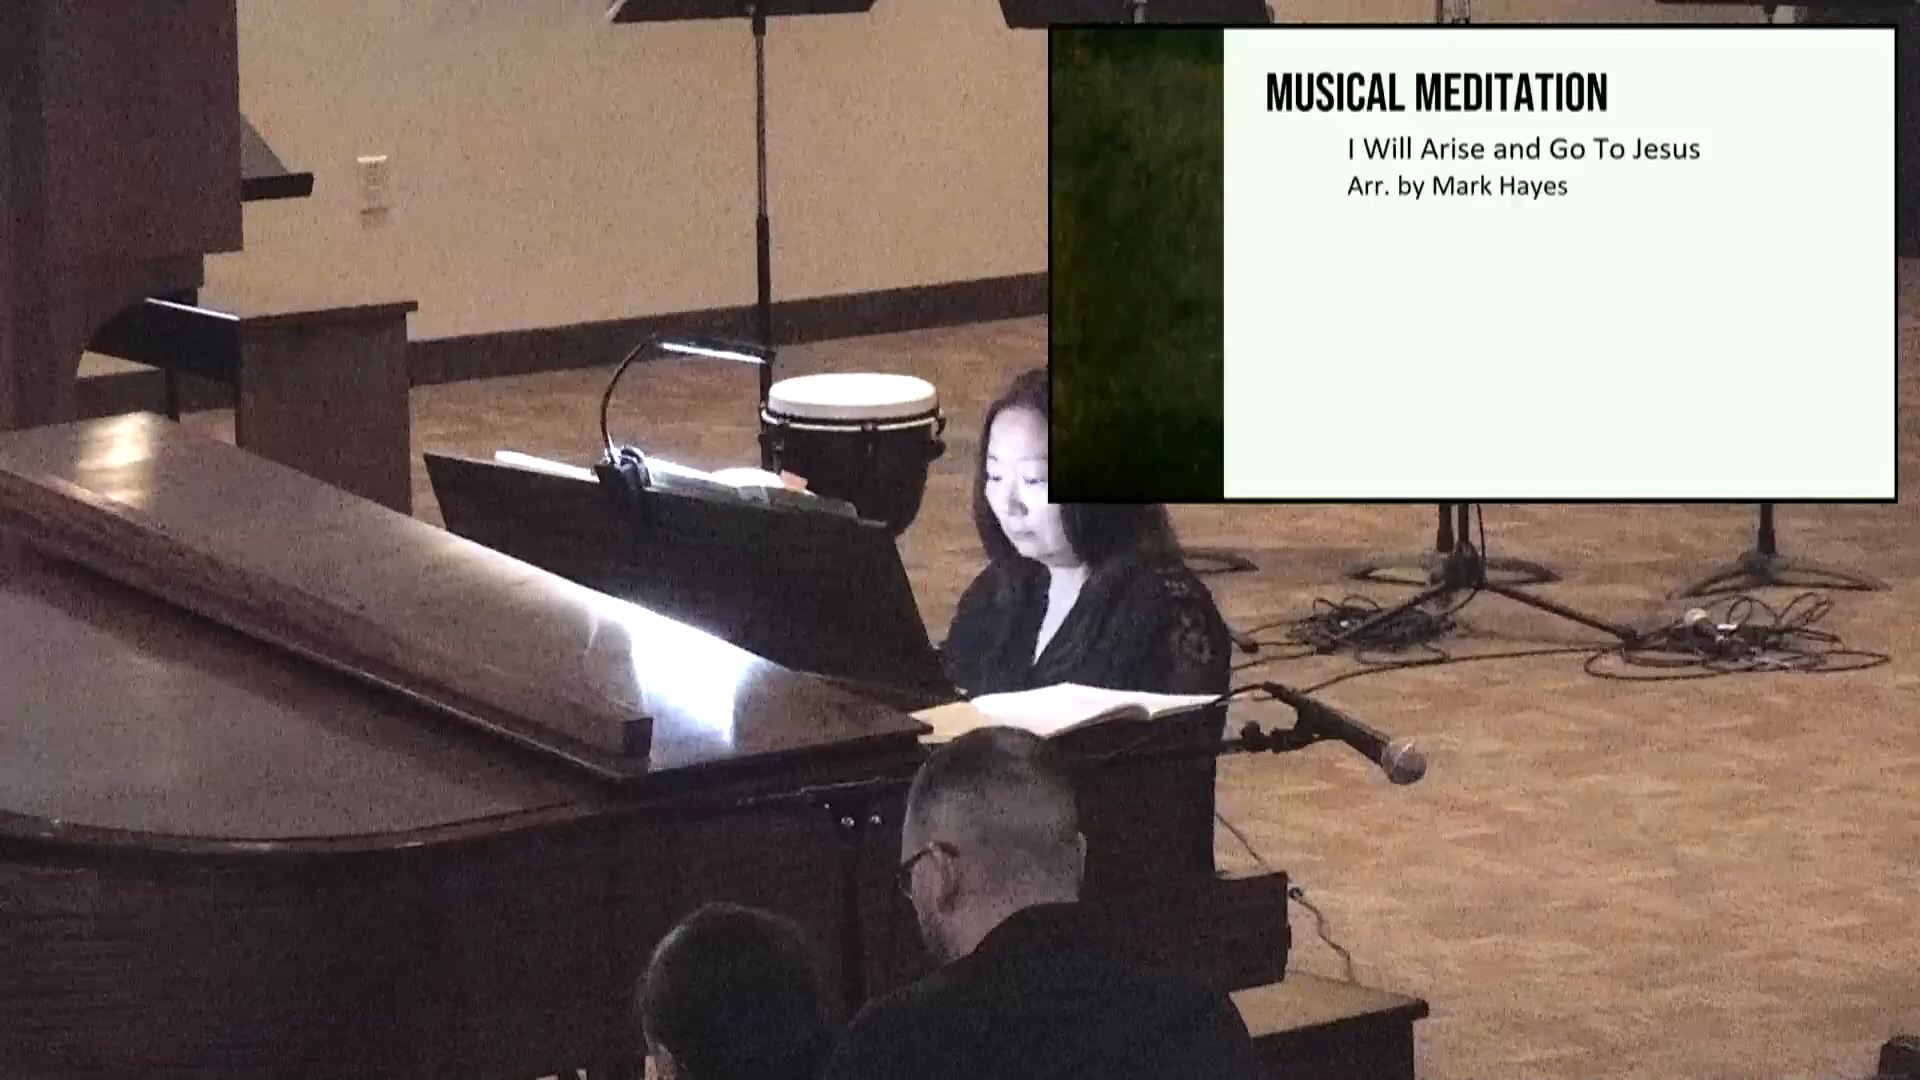 MUSICAL MEDITATION
I Will Arise and Go To Jesus
Arr. by Mark Hayes